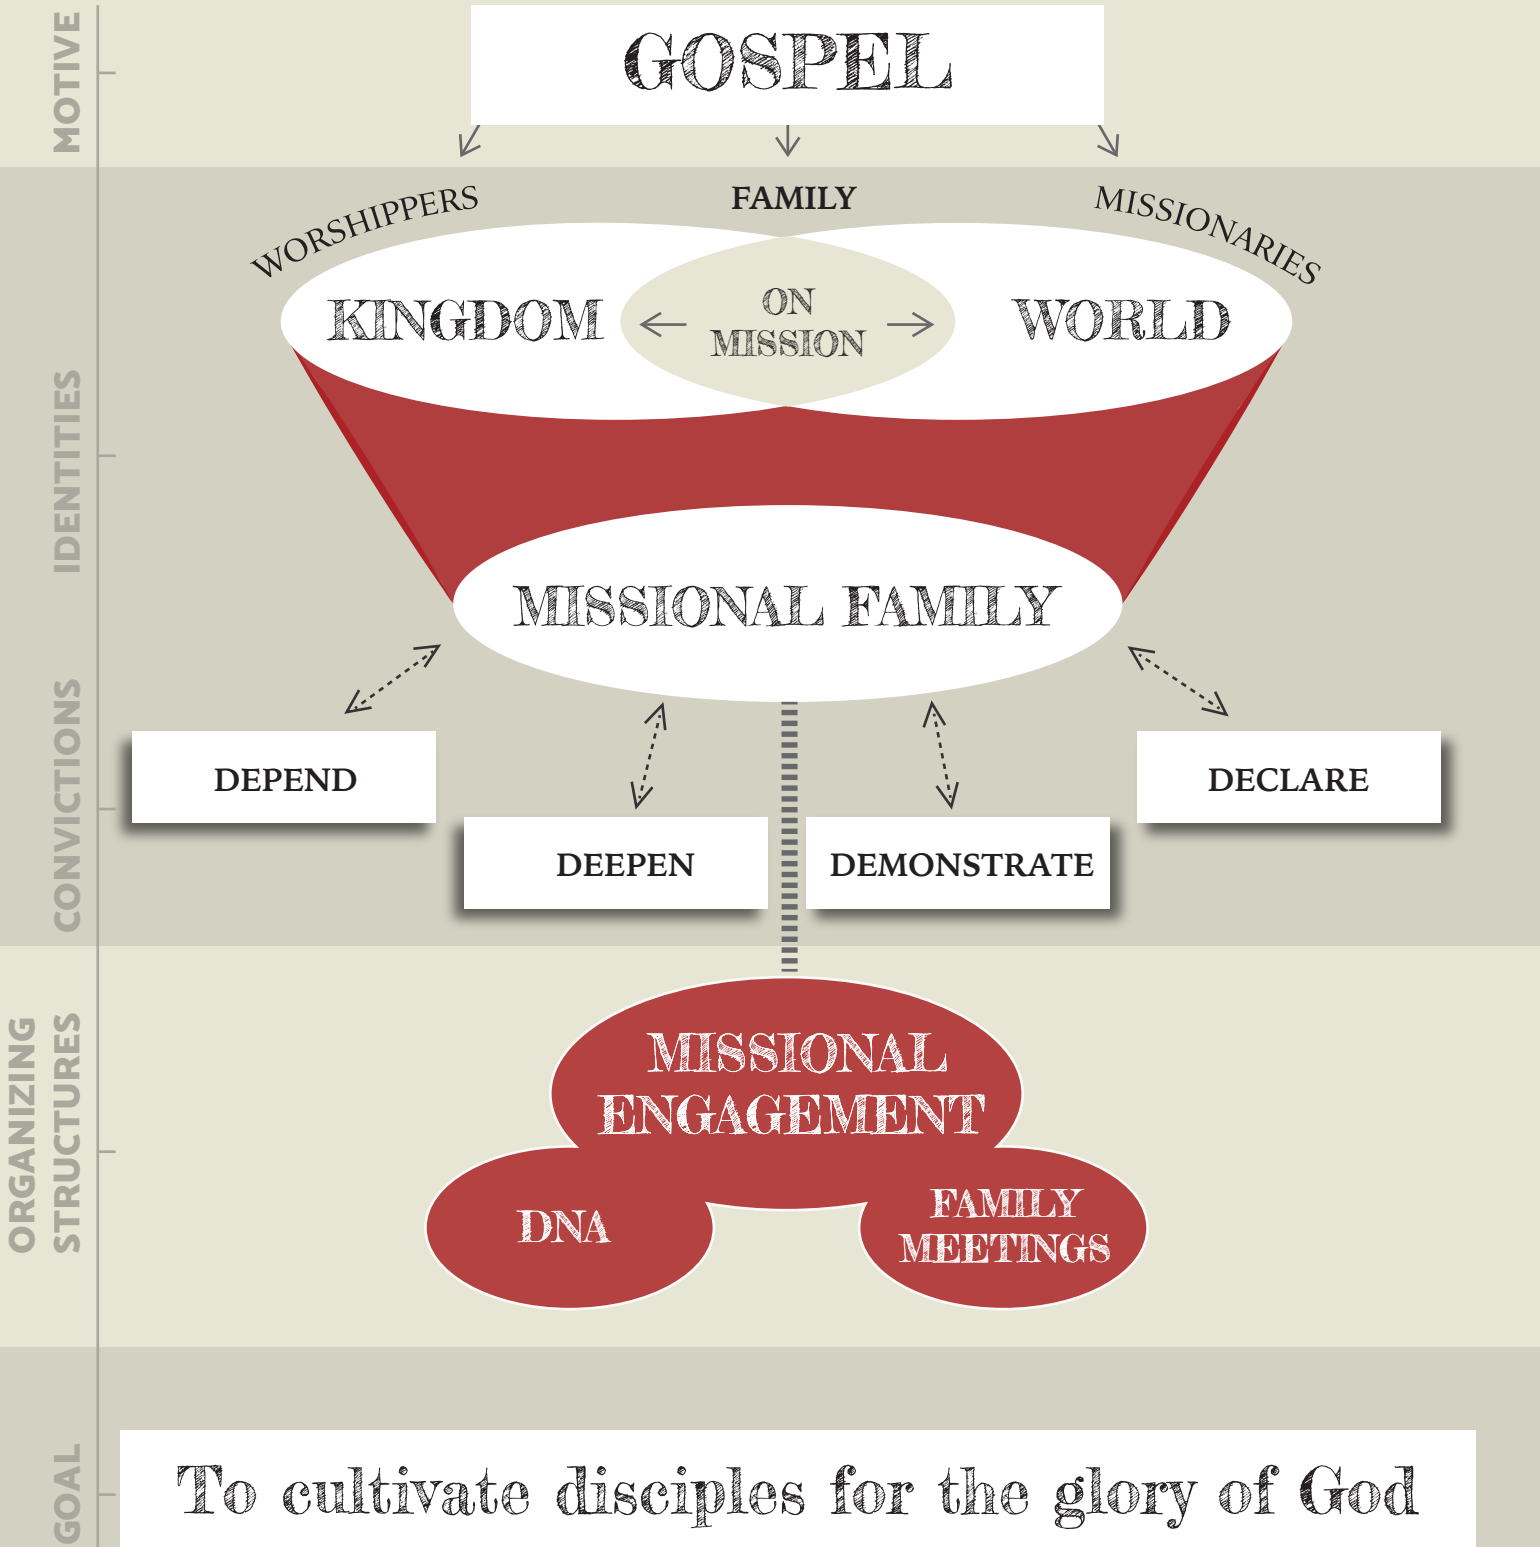 MOTIVE
GOSPEL
IDENTITIES
WORSHIPPERS
FAMILY
MISSIONARIES
KINGDOM
ON
MISSION
WORLD
MISSIONAL FAMILY
CONVICTIONS
DEPEND
DEEPEN
DEMONSTRATE
DECLARE
ORGANIZING
STRUCTURES
MISSIONAL
ENGAGEMENT
DNA
FAMILY
MEETINGS
GOAL
To cultivate disciples for the glory of God